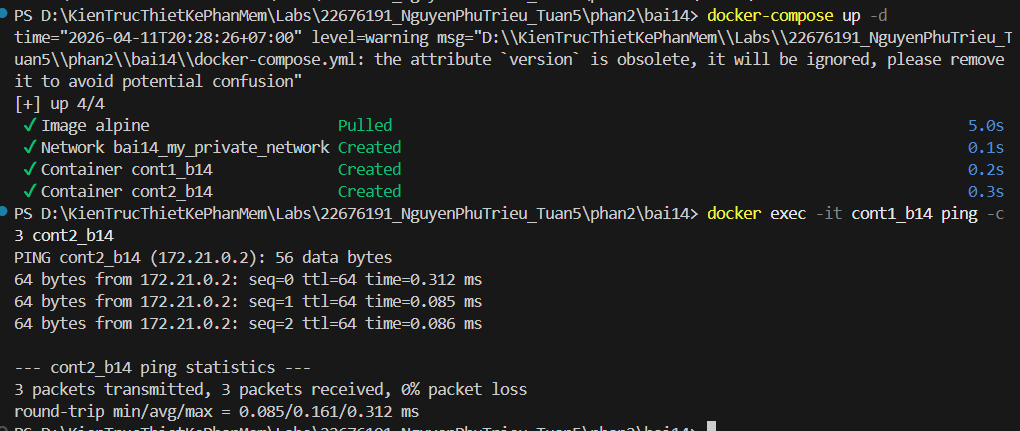 PS D:\KienTrucThietKePhanMem\Labs\22676191_NguyenPhuTrieu_Tuan5\phan2\bai14> docker-compose up -d
time="2026-04-11T20:28:26+07:00" level=warning msg="D:\\KienTrucThietKePhanMem\\Labs\\22676191_NguyenPhuTrieu_T
uan5\\phan2\\bai14\\docker-compose.yml: the attribute `version` is obsolete, it will be ignored, please remove
it to avoid potential confusion"
[+] up 4/4
✓ Image alpine Pulled 5.0s
✓ Network bai14_my_private_network Created 0.1s
✓ Container cont1_b14 Created 0.2s
✓ Container cont2_b14 Created 0.3s
PS D:\KienTrucThietKePhanMem\Labs\22676191_NguyenPhuTrieu_Tuan5\phan2\bai14> docker exec -it cont1_b14 ping -c
3 cont2_b14
PING cont2_b14 (172.21.0.2): 56 data bytes
64 bytes from 172.21.0.2: seq=0 ttl=64 time=0.312 ms
64 bytes from 172.21.0.2: seq=1 ttl=64 time=0.085 ms
64 bytes from 172.21.0.2: seq=2 ttl=64 time=0.086 ms
--- cont2_b14 ping statistics ---
3 packets transmitted, 3 packets received, 0% packet loss
round-trip min/avg/max = 0.085/0.161/0.312 ms
PS D:\KienTrucThietKePhanMem\Labs\22676191_NguyenPhuTrieu_Tuan5\phan2\bai14>